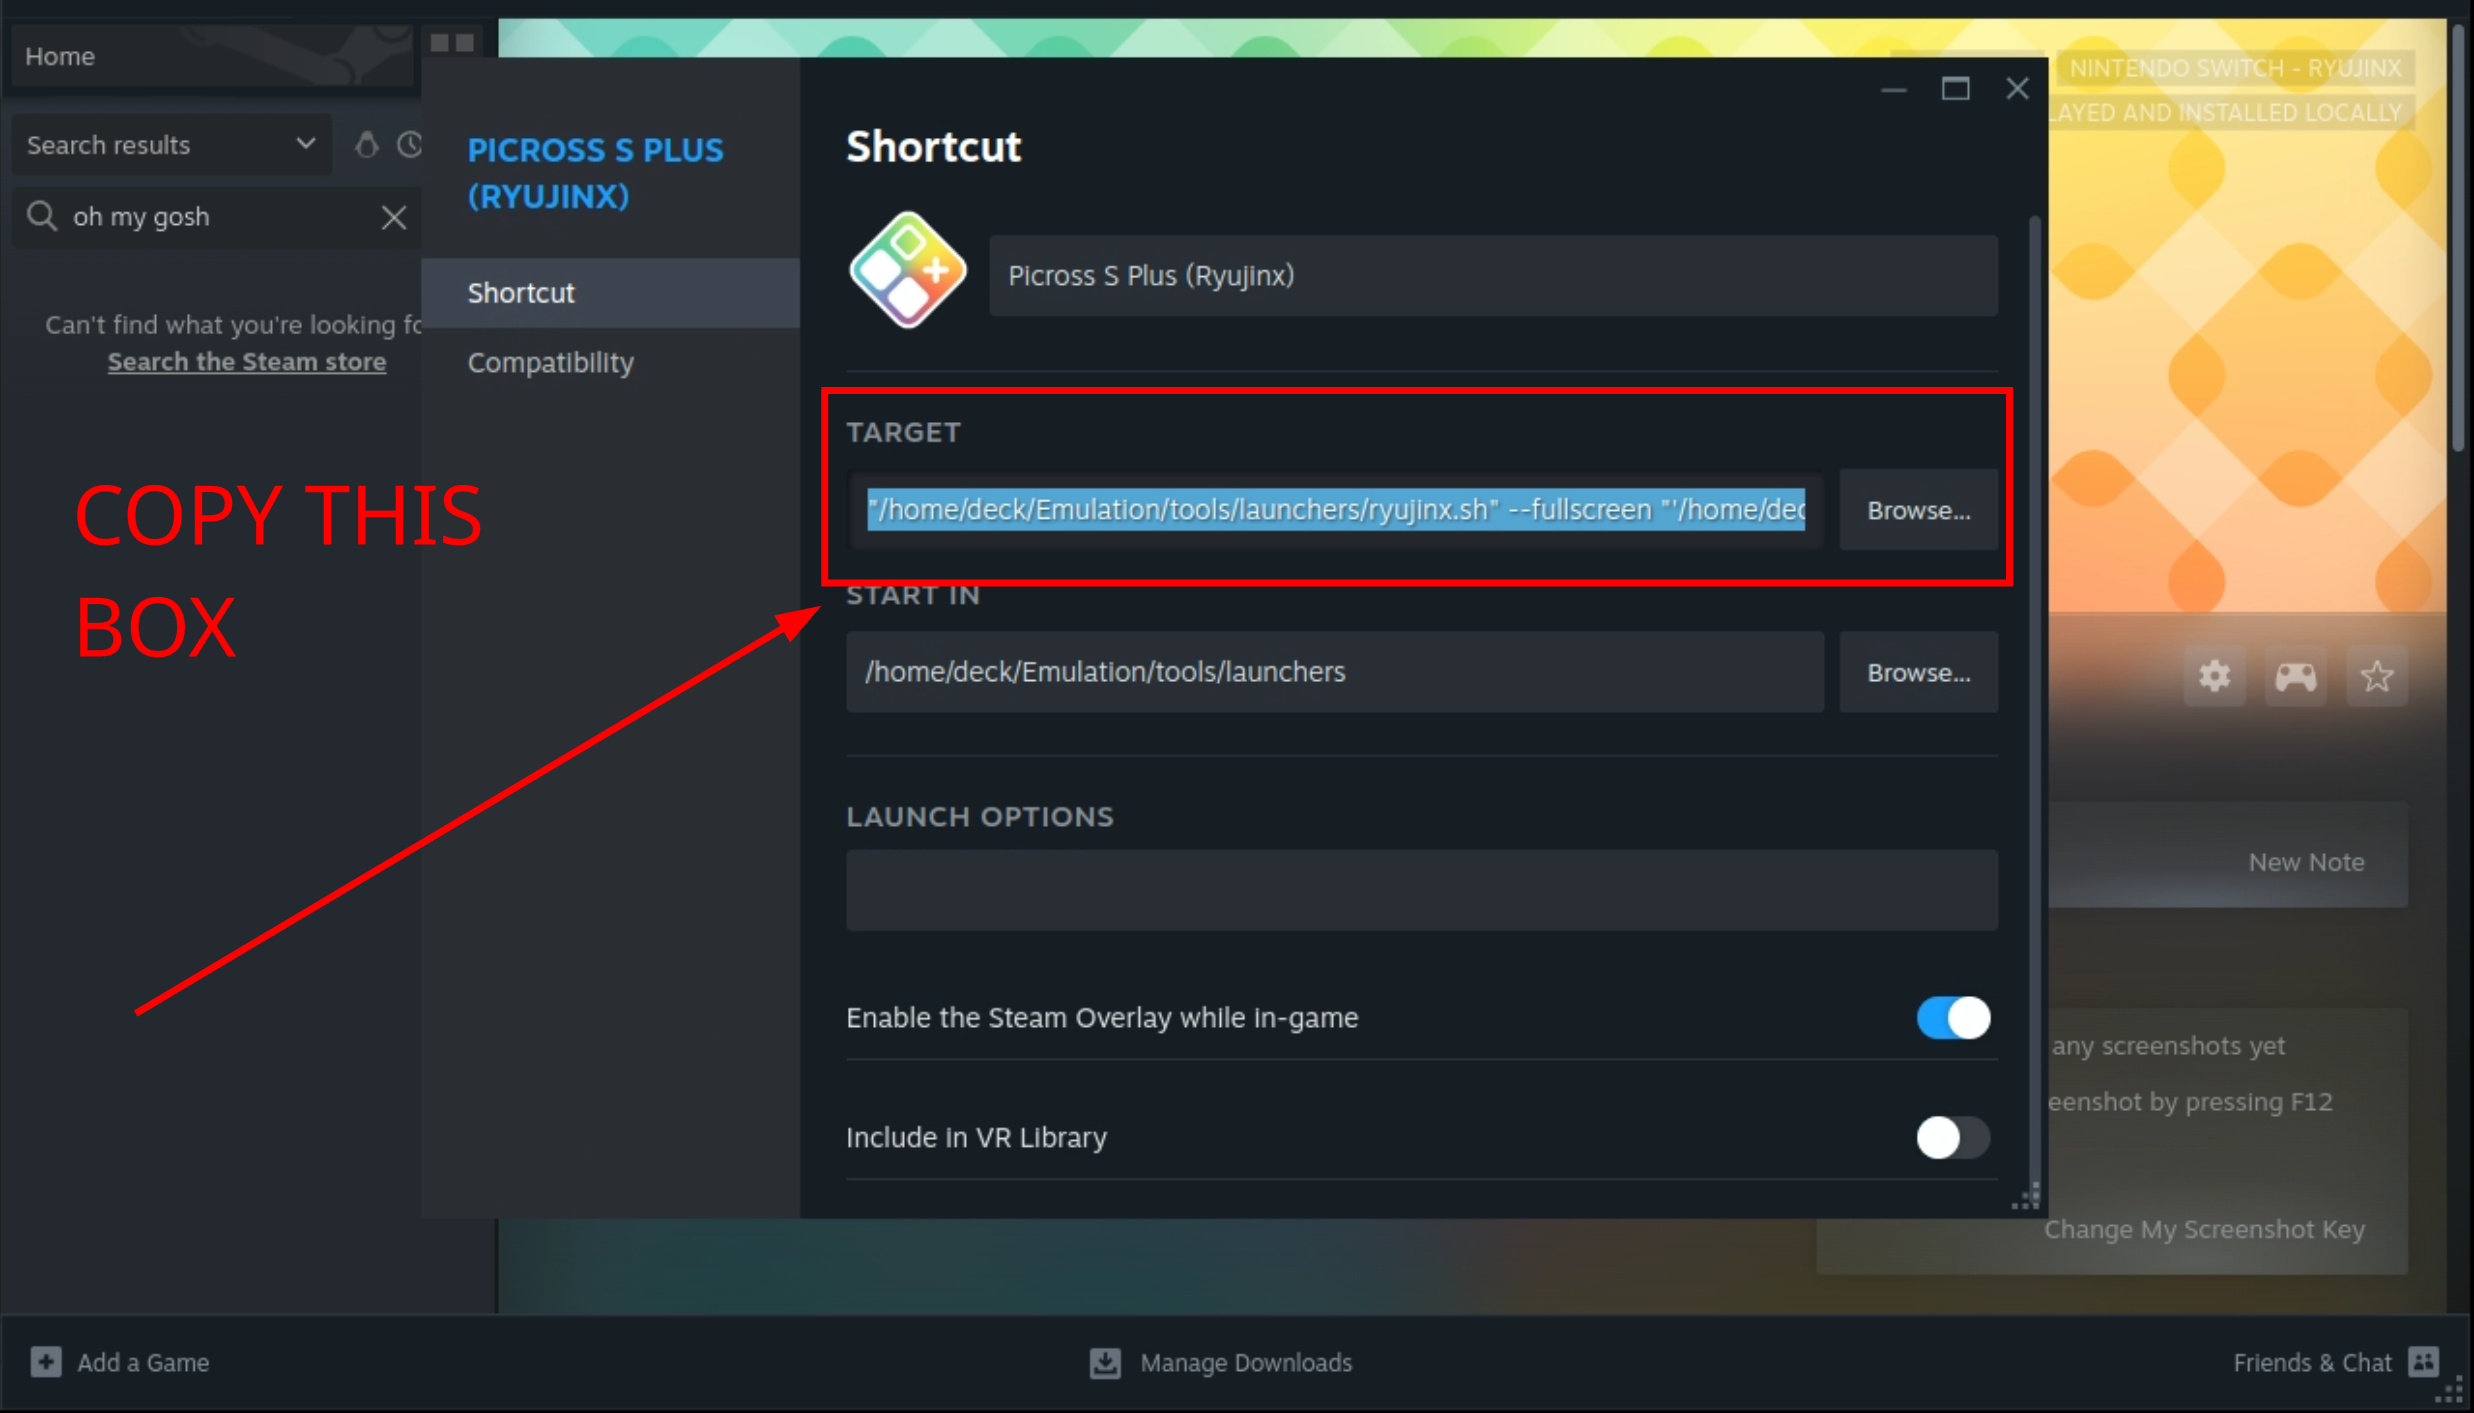 Home
NINTENDO SWITCH - RYUJINX
LAYED AND INSTALLED LOCALLY
Search results
oh my gosh
Can't find what you're looking fo
Search the Steam store
PICROSS S PLUS
(RYUJINX)
Shortcut
Compatibility
COPY THIS
BOX
Shortcut
Picross S Plus (Ryujinx)
TARGET
"/home/deck/Emulation/tools/launchers/ryujinx.sh" --fullscreen "'/home/dec
Browse...
START IN
/home/deck/Emulation/tools/launchers
Browse...
LAUNCH OPTIONS
Enable the Steam Overlay while in-game
Include in VR Library
New Note
any screenshots yet
eenshot by pressing F12
Change My Screenshot Key
Add a Game
Manage Downloads
Friends & Chat